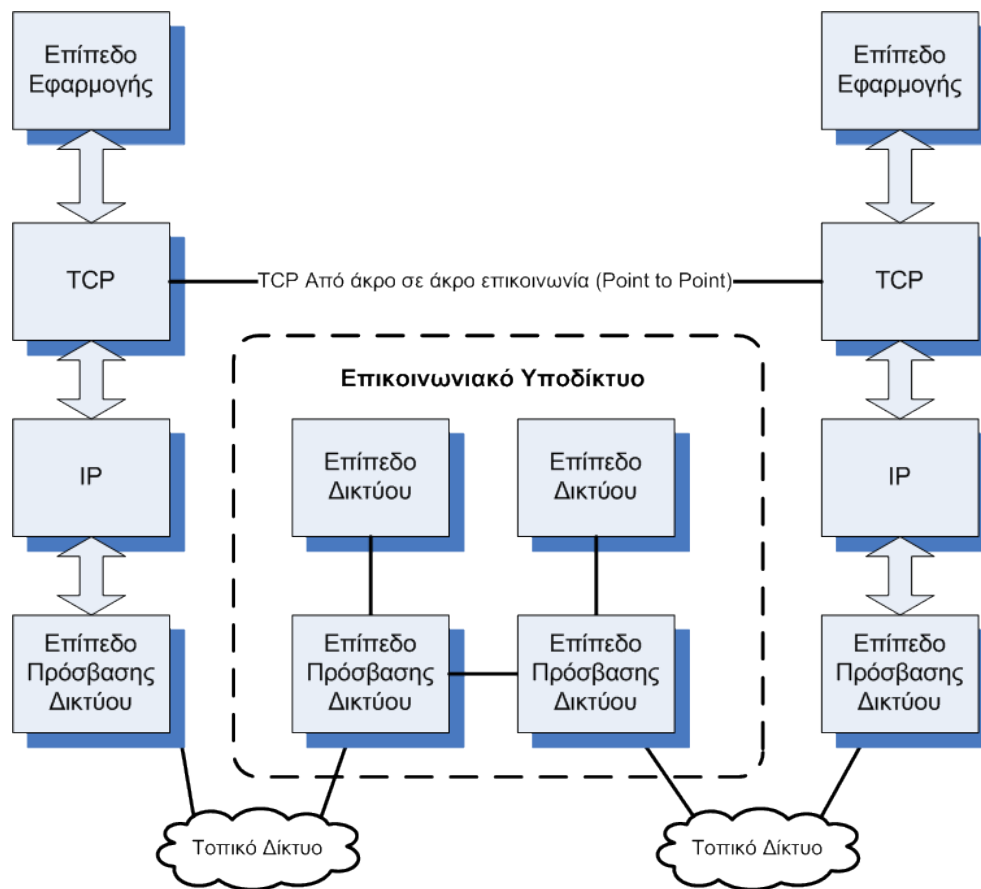 Επίπεδο
Εφαρμογής
Επίπεδο
Εφαρμογής
TCP
TCP Από άκρο σε άκρο επικοινωνία (Point to Point)
TCP
Επικοινωνιακό Υποδίκτυο
IP
Επίπεδο
Δικτύου
Επίπεδο
Δικτύου
IP
Επίπεδο
Πρόσβασης
Δικτύου
Επίπεδο
Πρόσβασης
Δικτύου
Επίπεδο
Πρόσβασης
Δικτύου
Επίπεδο
Πρόσβασης
Δικτύου
Τοπικό Δίκτυο
Τοπικό Δίκτυο